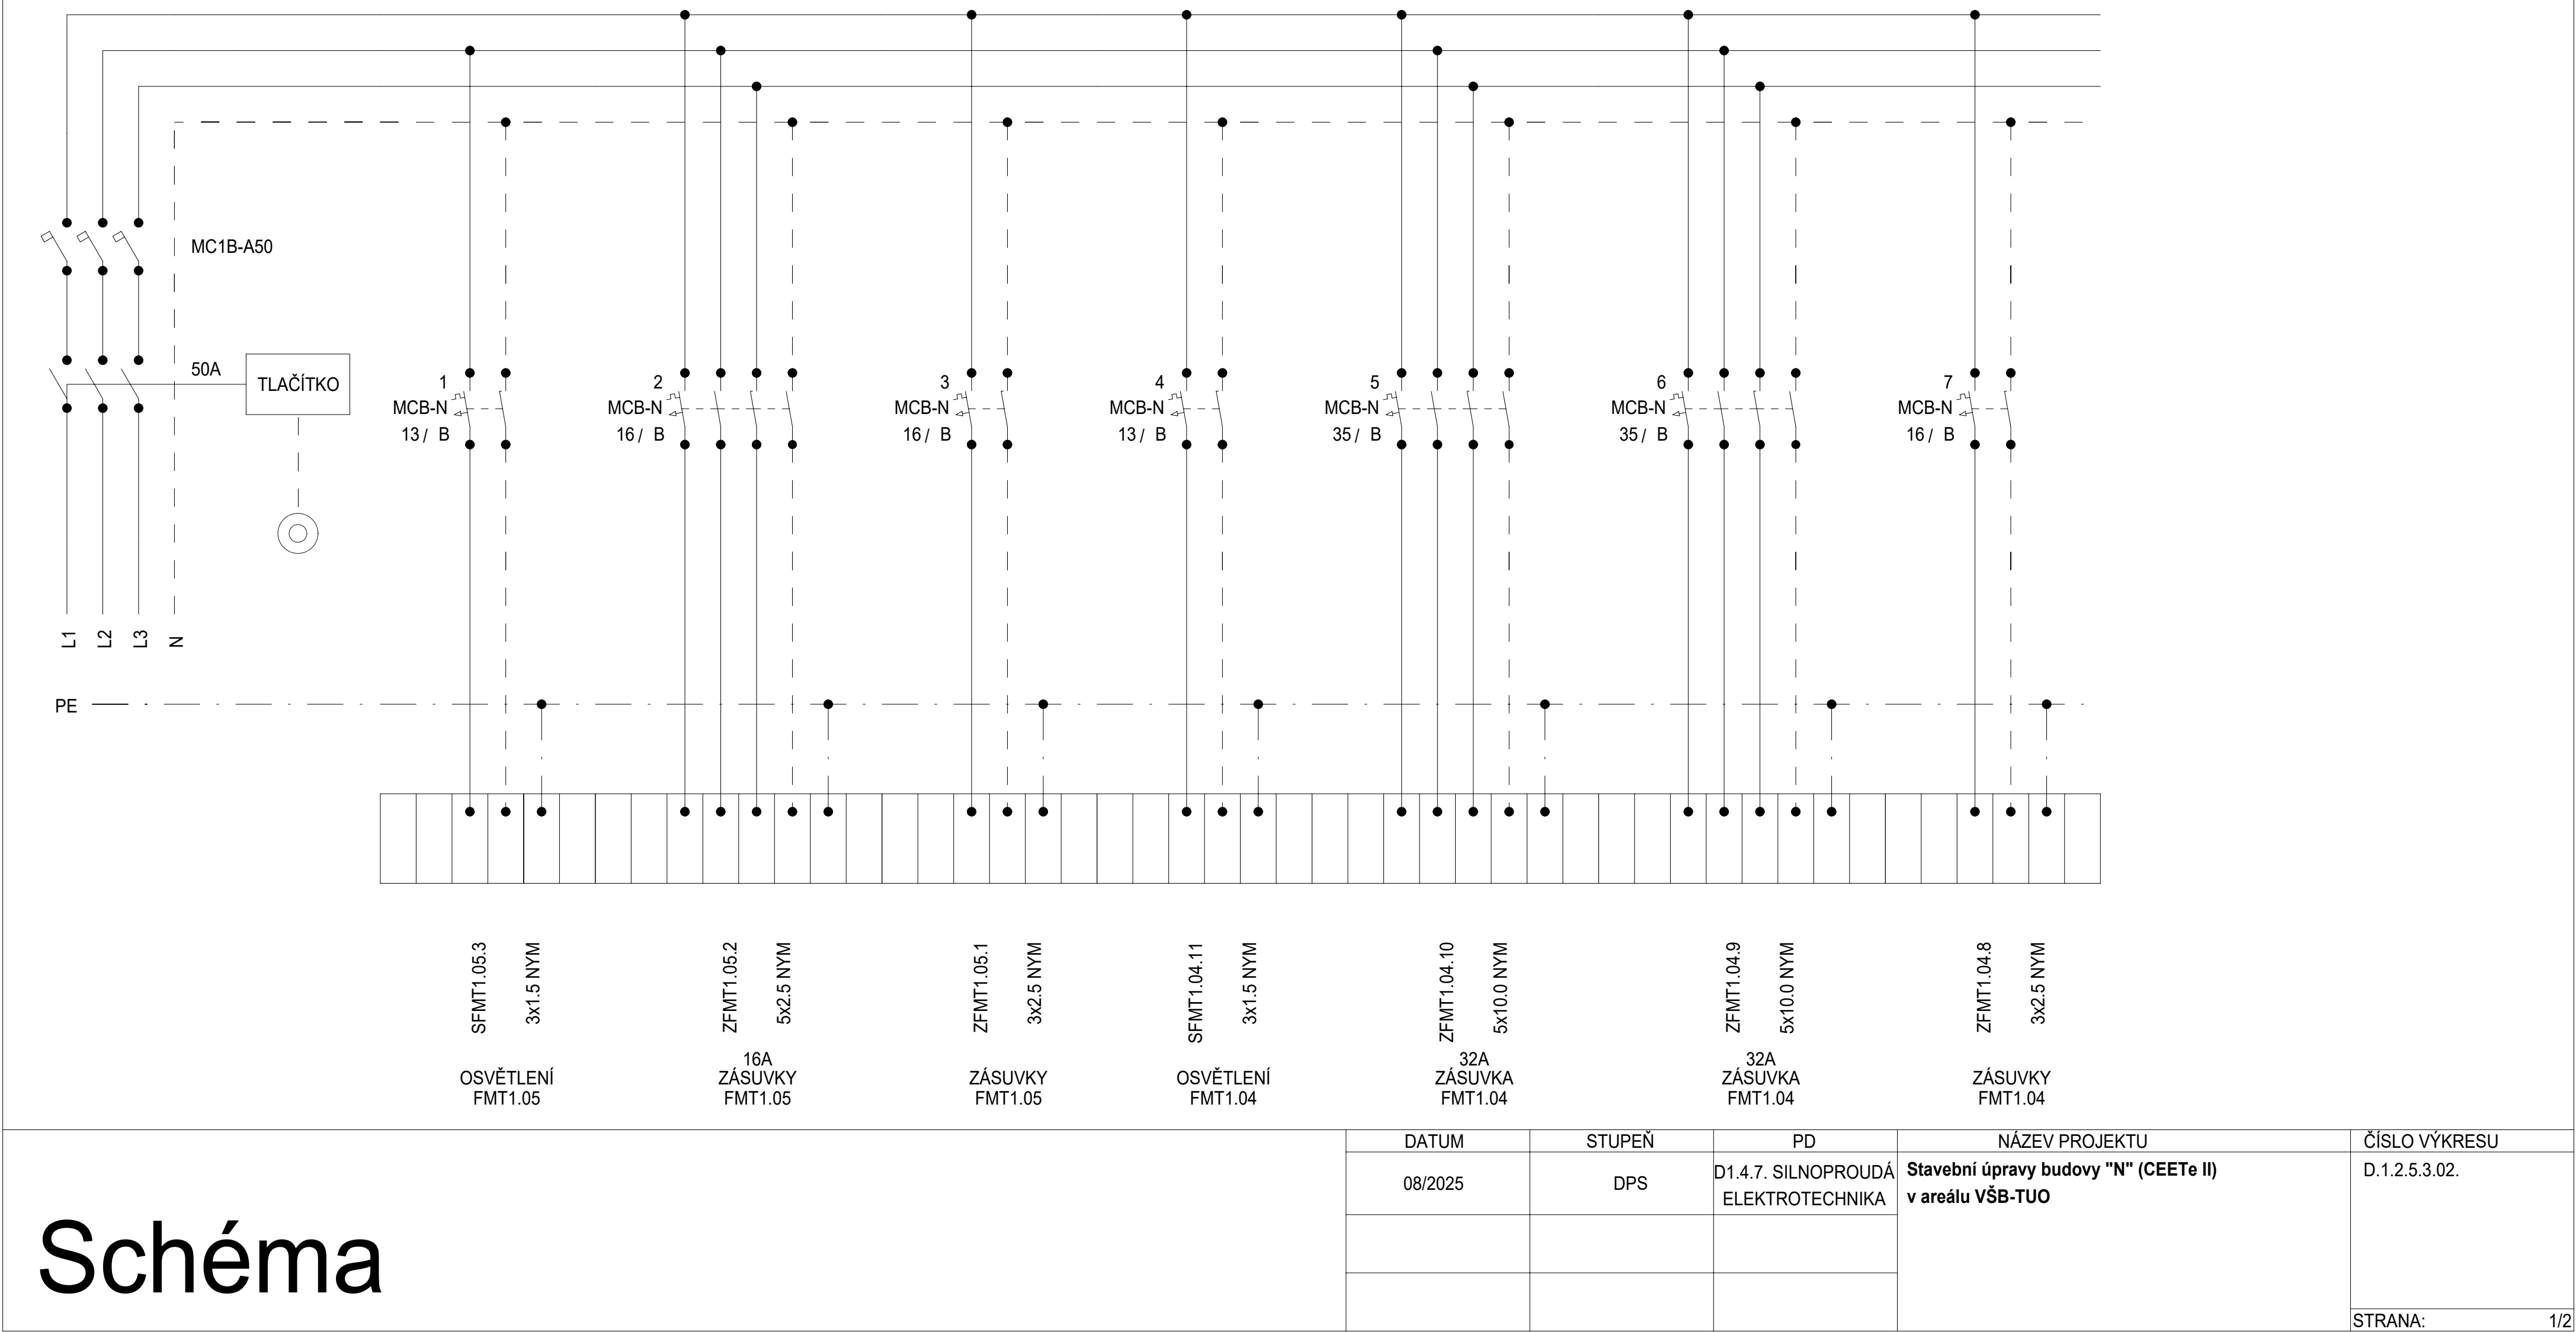 MC1B-A50
50A
TLAČÍTKO
1
MCB-N
13 / B
2
MCB-N
16 / B
3
MCB-N
16 / B
4
MCB-N
13 / B
5
MCB-N
35 / B
6
MCB-N
35 / B
7
MCB-N
16 / B
L1
L2
L3
N
PE
SFMT1.05.3
3x1.5 NYM
ZFMT1.05.2
5x2.5 NYM
ZFMT1.05.1
3x2.5 NYM
SFMT1.04.11
3x1.5 NYM
ZFMT1.04.10
5x10.0 NYM
ZFMT1.04.9
5x10.0 NYM
ZFMT1.04.8
3x2.5 NYM
OSVĚTLENÍ
FMT1.05
16A
ZÁSUVKY
FMT1.05
ZÁSUVKY
FMT1.05
OSVĚTLENÍ
FMT1.04
32A
ZÁSUVKA
FMT1.04
32A
ZÁSUVKA
FMT1.04
ZÁSUVKY
FMT1.04
Schéma
DATUM
08/2025
STUPEŇ
DPS
PD
D1.4.7. SILNOPROUDÁ
ELEKTROTECHNIKA
NÁZEV PROJEKTU
Stavební úpravy budovy "N" (CEETe II)
v areálu VŠB-TUO
ČÍSLO VÝKRESU
D.1.2.5.3.02.
STRANA: 1/2